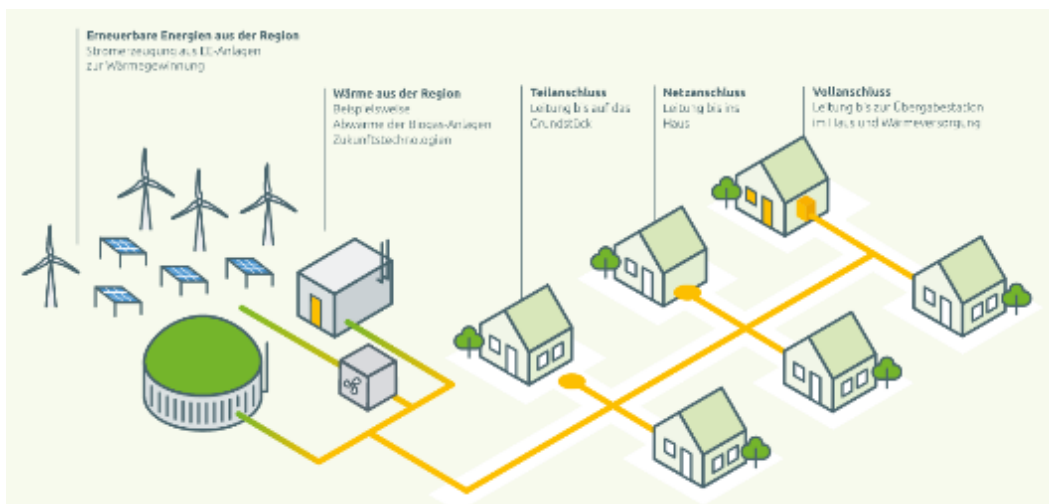 Erneuerbare Energien aus der Region
Stromerzeugung aus EE-Anlagen
zur Wärmegewinnung
Wärme aus der Region
Beispielsweise
Abwärme der Biogas-Anlagen
Zukunftstechnologien
Teilanschluss
Leitung bis auf das
Grundstück
Netzanschluss
Leitung bis ins
Haus
Vollanschluss
Leitung bis zur Übergabestation
im Haus und Wärmeversorgung